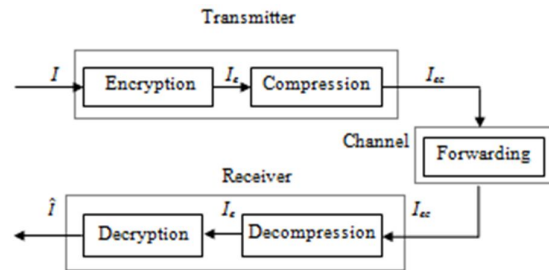 Transmitter
I Encryption Iₑ Compression Iₑc
Channel
Forwarding
Receiver
Î Decryption Iₑ Decompression Iₑc